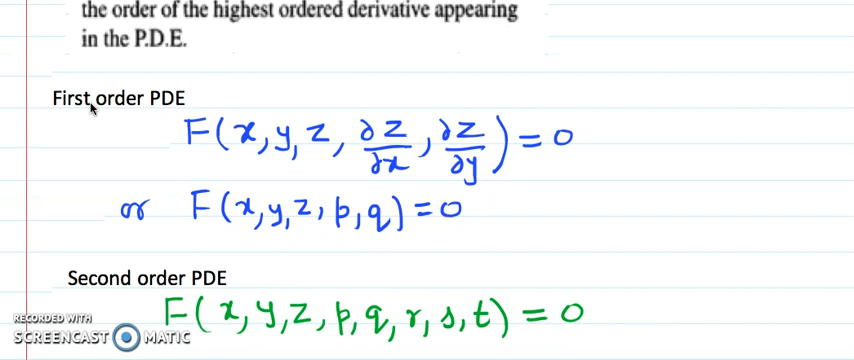 the order of the highest ordered derivative appearing
in the P.D.E.
First order PDE
F(x, y, z, ∂z/∂x, ∂z/∂y) = 0
or F(x, y, z, p, q) = 0
Second order PDE
F(x, y, z, p, q, r, s, t) = 0
RECORDED WITH
SCREENCAST MATIC